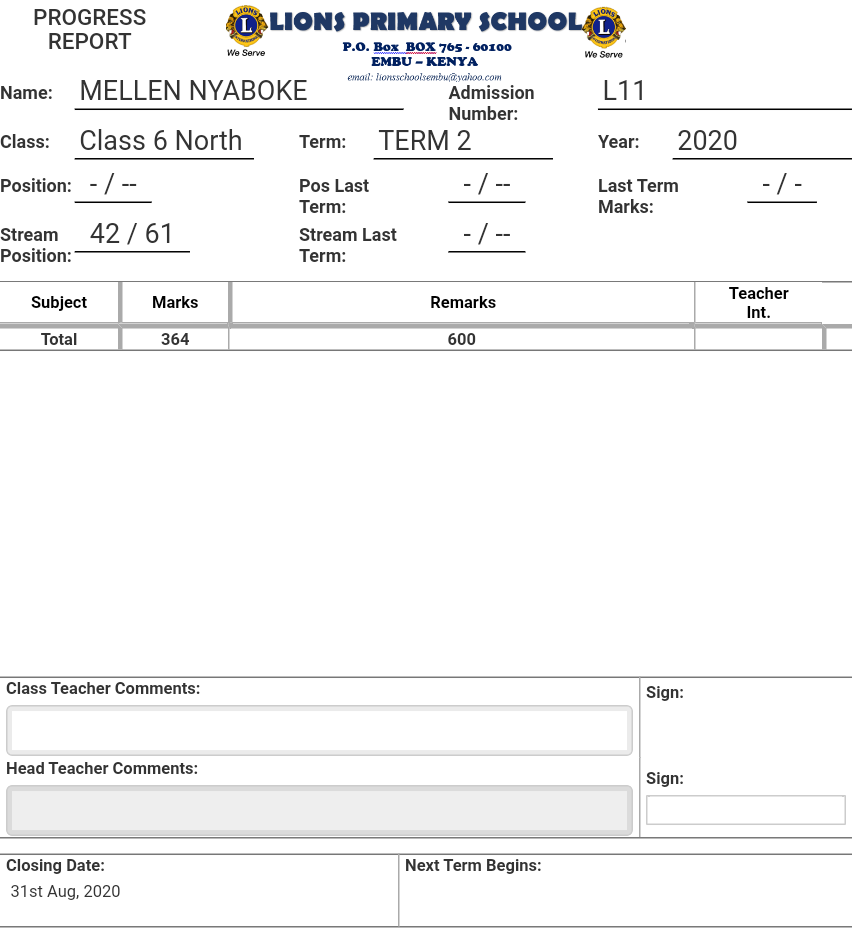 PROGRESS
REPORT
LIONS PRIMARY SCHOOL
We Serve
We Serve
P.O. Box BOX 765 - 60100
EMBU – KENYA
email: lionsschoolsembu@yahoo.com
Name: MELLEN NYABOKE Admission Number: L11
Class: Class 6 North Term: TERM 2 Year: 2020
Position: - / -- Pos Last Term: - / -- Last Term Marks: - / -
Stream Position: 42 / 61 Stream Last Term: - / --
Subject Marks Remarks Teacher Int.
Total 364 600
Class Teacher Comments:
Sign:
Head Teacher Comments:
Sign:
Closing Date: Next Term Begins:
31st Aug, 2020